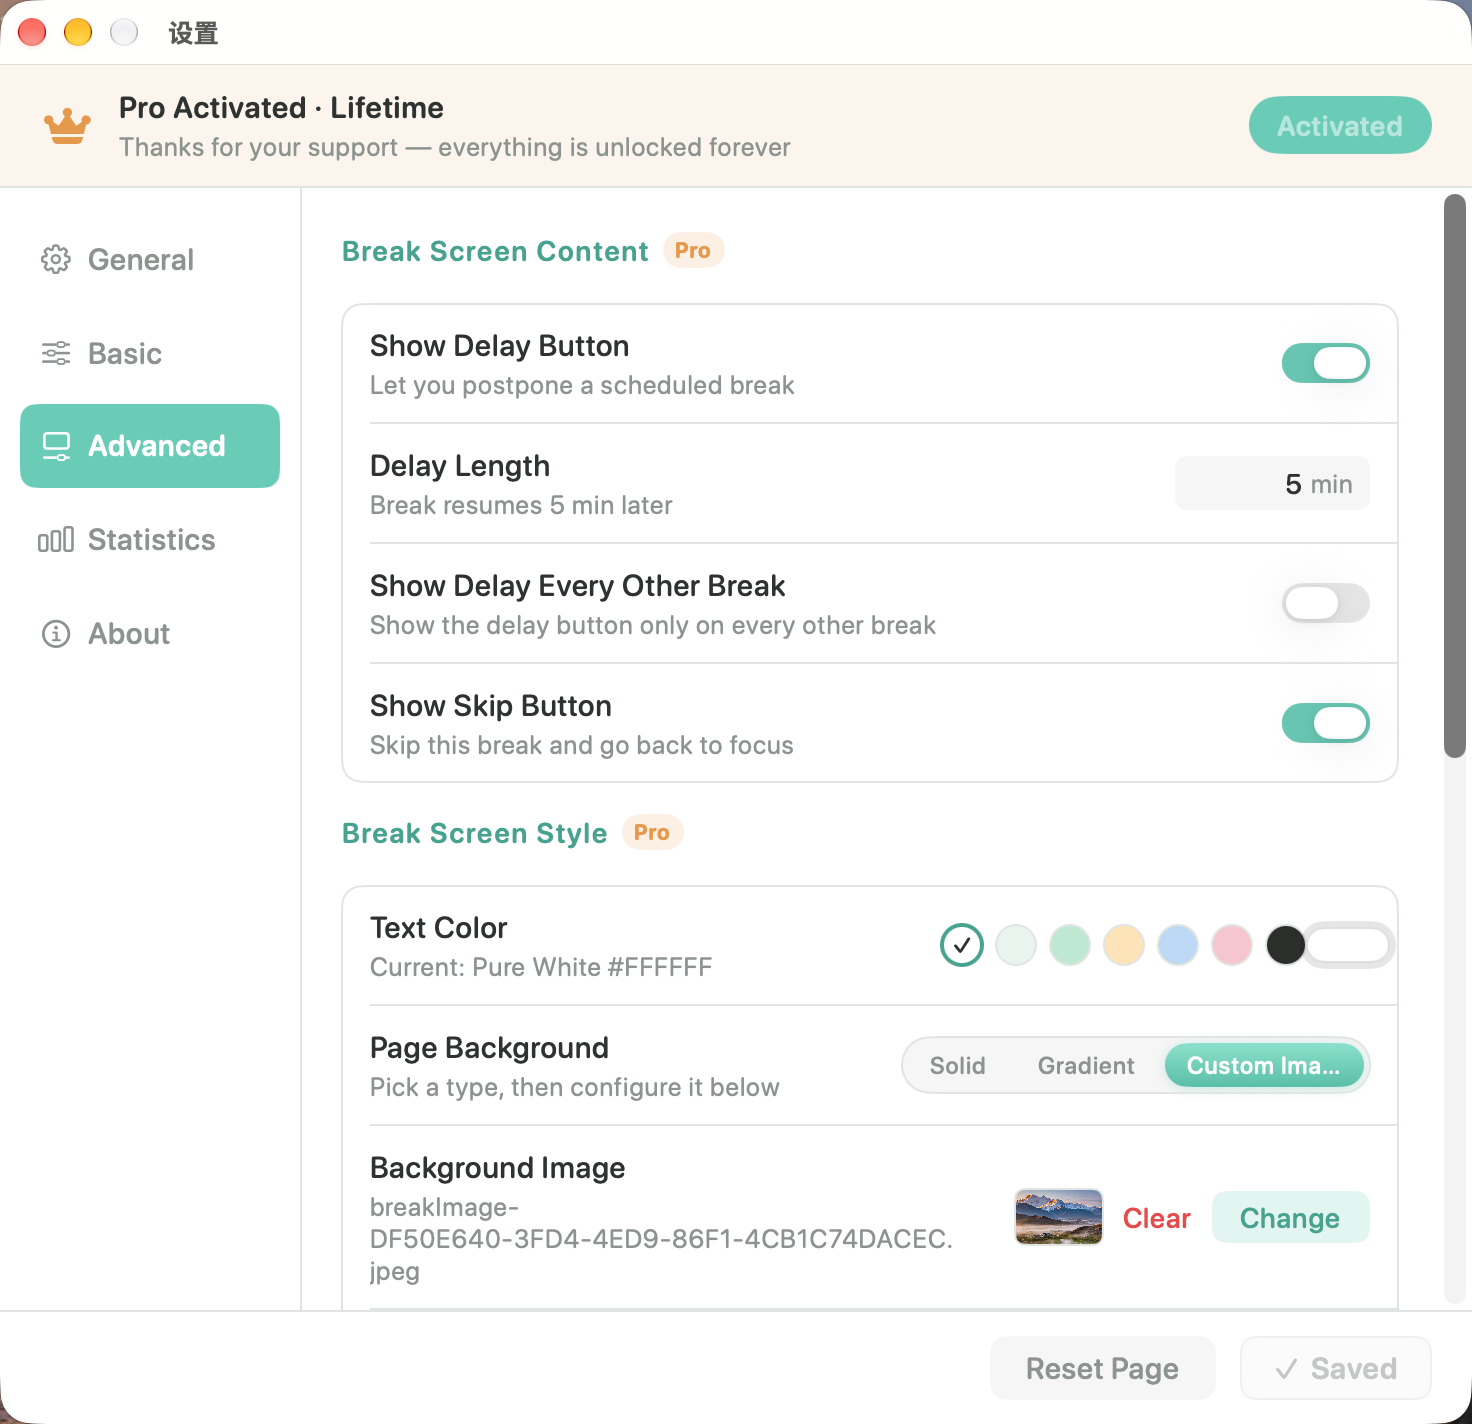 设置
Pro Activated · Lifetime
Thanks for your support — everything is unlocked forever
Activated
General
Basic
Advanced
Statistics
About
Break Screen Content Pro
Show Delay Button
Let you postpone a scheduled break
Delay Length
Break resumes 5 min later
5 min
Show Delay Every Other Break
Show the delay button only on every other break
Show Skip Button
Skip this break and go back to focus
Break Screen Style Pro
Text Color
Current: Pure White #FFFFFF
Page Background
Pick a type, then configure it below
Solid Gradient Custom Ima...
Background Image
breakImage-
DF50E640-3FD4-4ED9-86F1-4CB1C74DACEC.
jpeg
Clear Change
Reset Page
✓ Saved